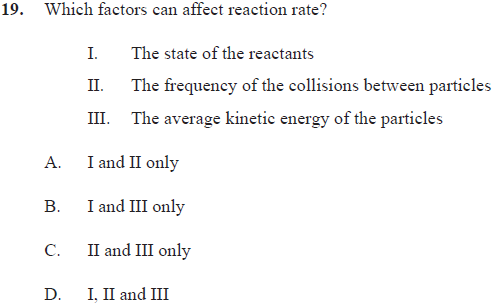 19. Which factors can affect reaction rate?
I. The state of the reactants
II. The frequency of the collisions between particles
III. The average kinetic energy of the particles
A. I and II only
B. I and III only
C. II and III only
D. I, II and III